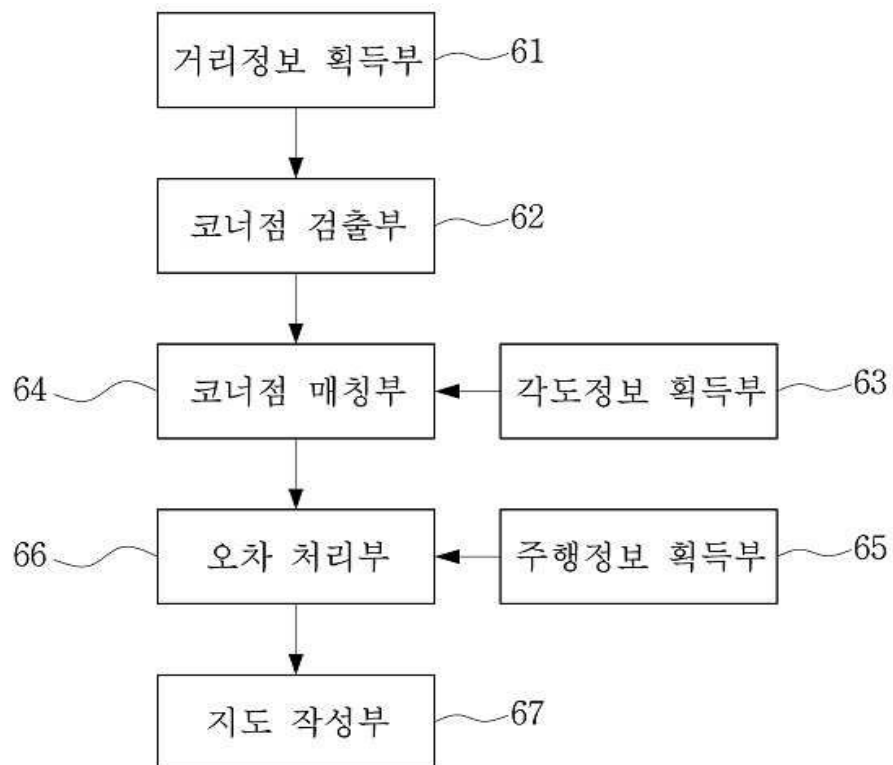 거리정보 획득부 61
코너점 검출부 62
64 코너점 매칭부 각도정보 획득부 63
66 오차 처리부 주행정보 획득부 65
지도 작성부 67